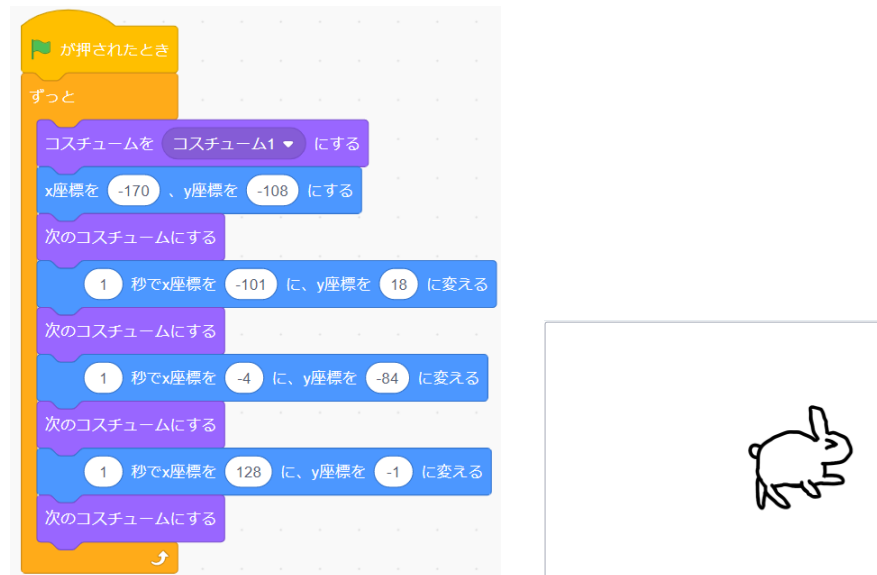 が押されたとき
ずっと
コスチュームを コスチューム1 にする
x座標を -170 、y座標を -108 にする
次のコスチュームにする
1 秒でx座標を -101 に、y座標を 18 に変える
次のコスチュームにする
1 秒でx座標を -4 に、y座標を -84 に変える
次のコスチュームにする
1 秒でx座標を 128 に、y座標を -1 に変える
次のコスチュームにする